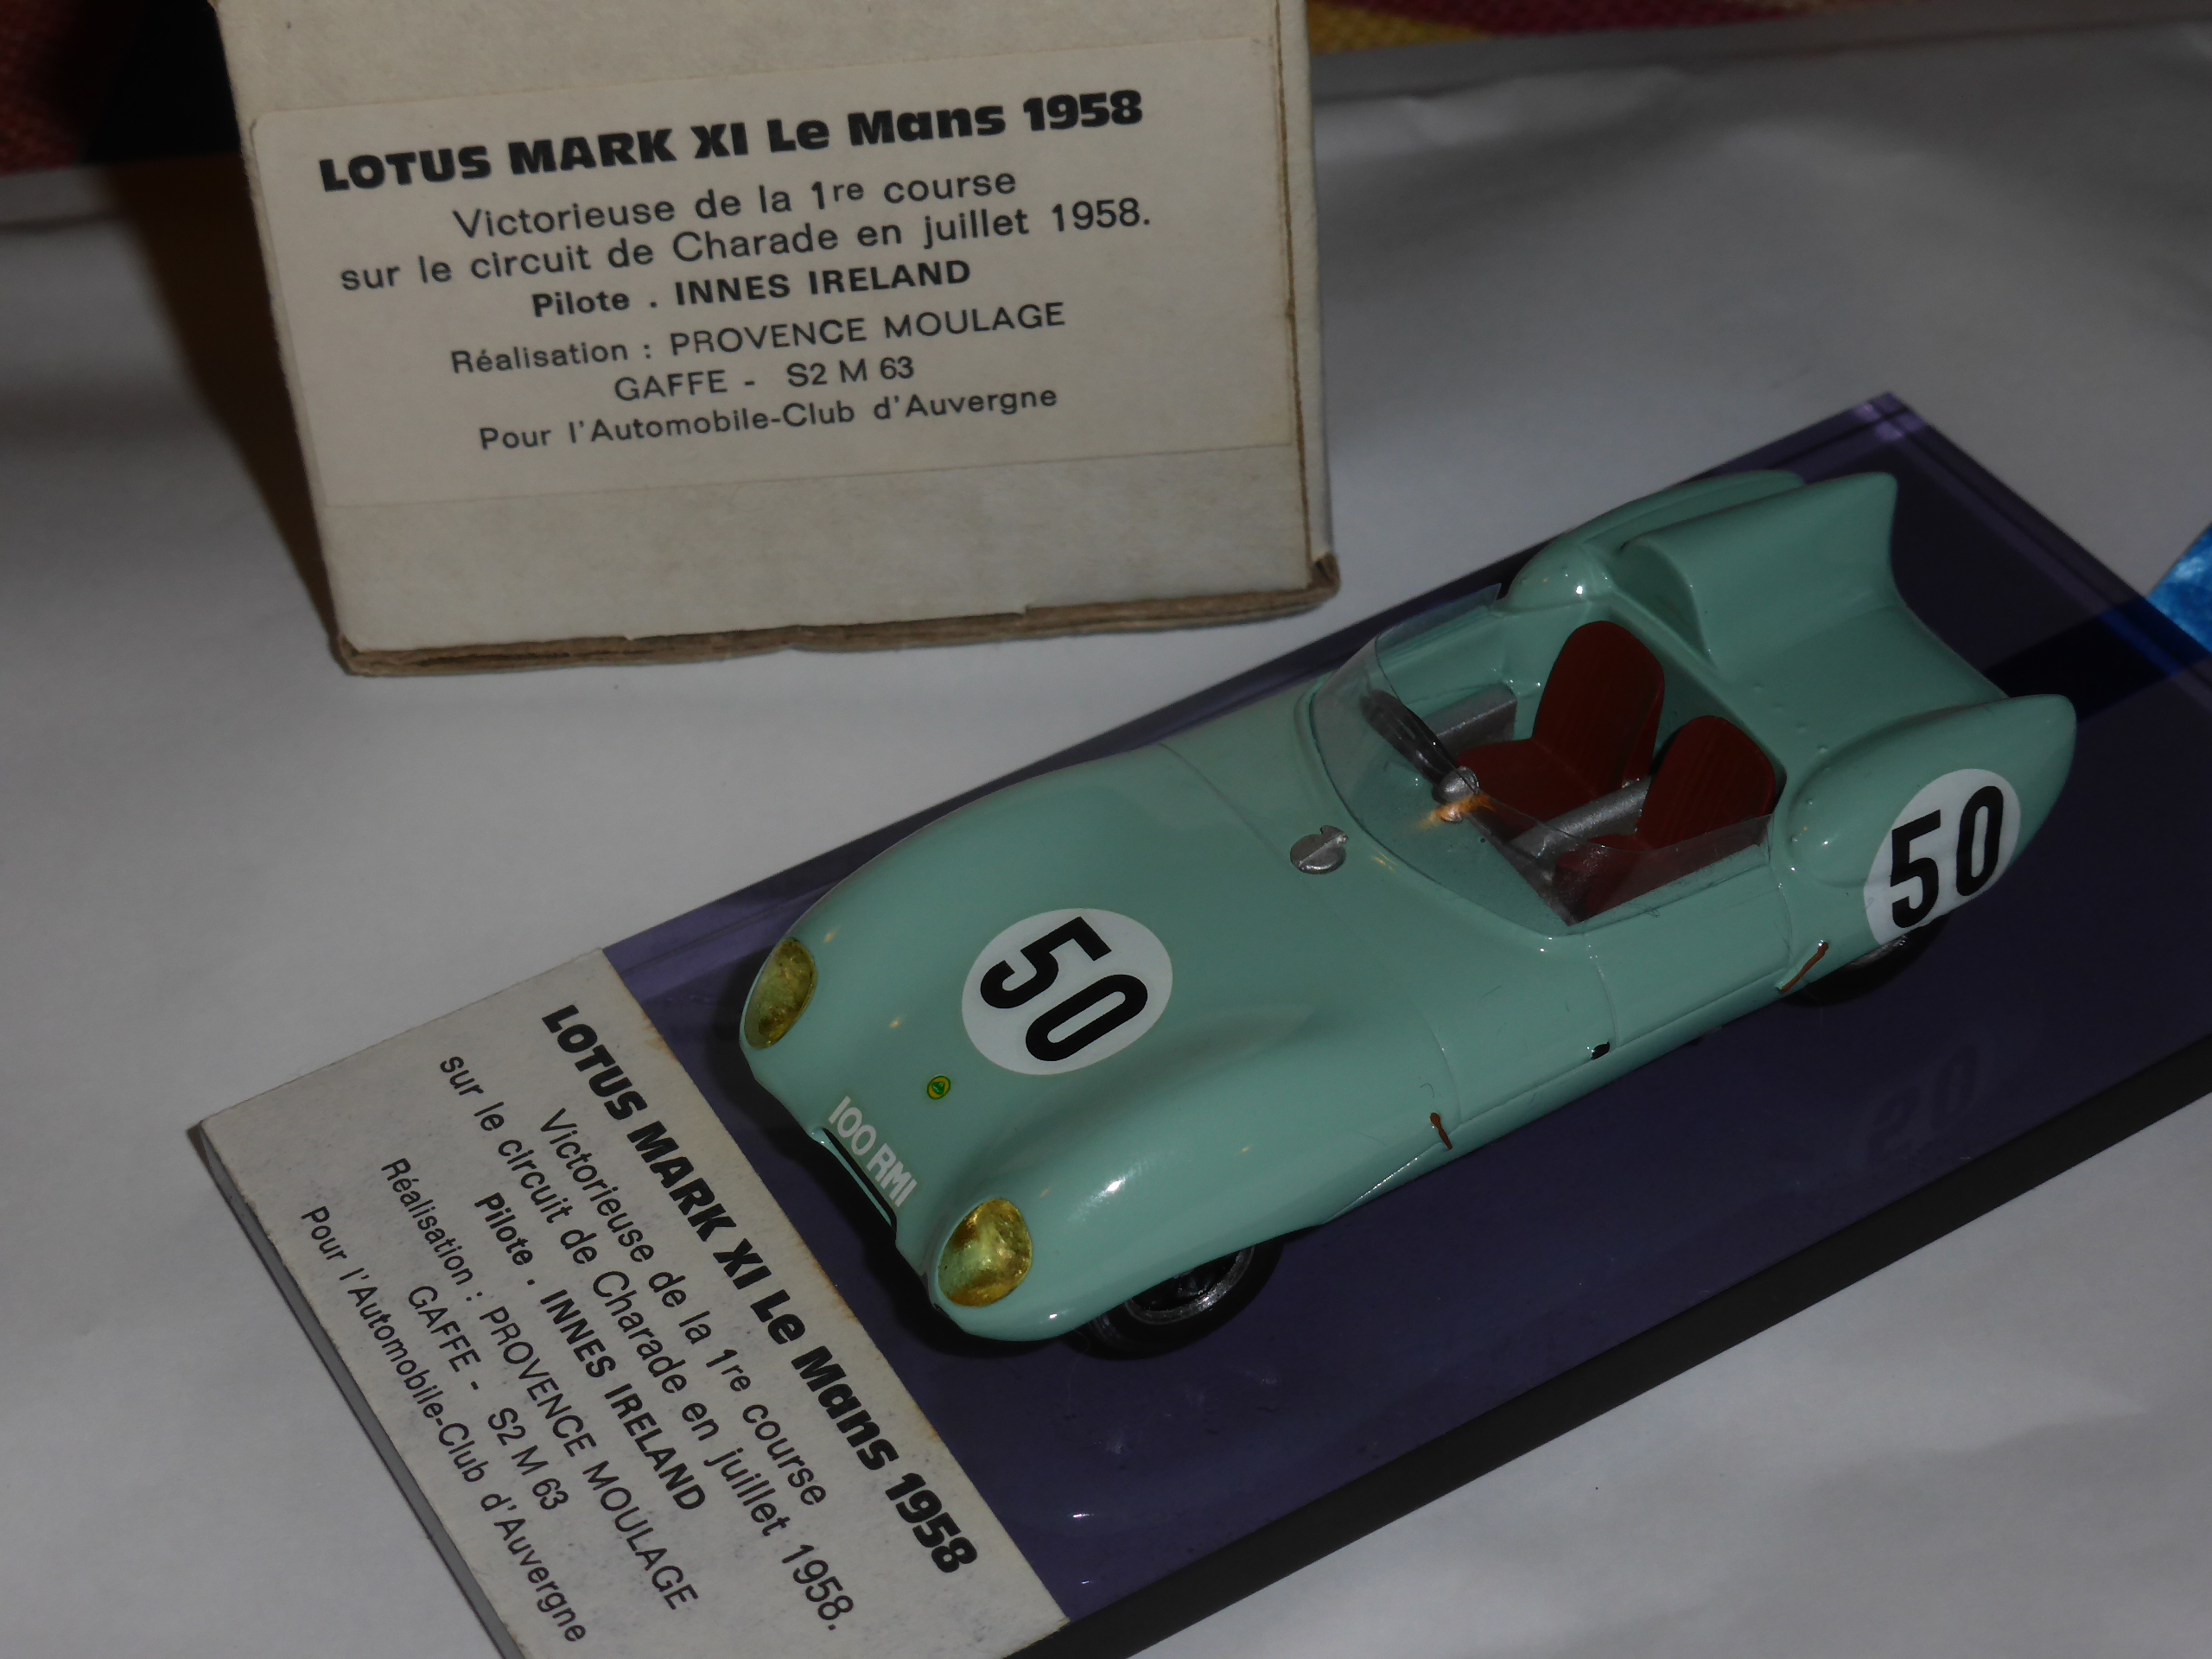 LOTUS MARK XI Le Mans 1958
Victorieuse de la 1re course
sur le circuit de Charade en juillet 1958.
Pilote . INNES IRELAND
Réalisation : PROVENCE MOULAGE
GAFFE - S2 M 63
Pour l'Automobile-Club d'Auvergne
50
50
100 RMI
LOTUS MARK XI Le Mans 1958
Victorieuse de la 1re course
sur le circuit de Charade en juillet 1958.
Pilote . INNES IRELAND
Réalisation : PROVENCE MOULAGE
GAFFE - S2 M 63
Pour l'Automobile-Club d'Auvergne